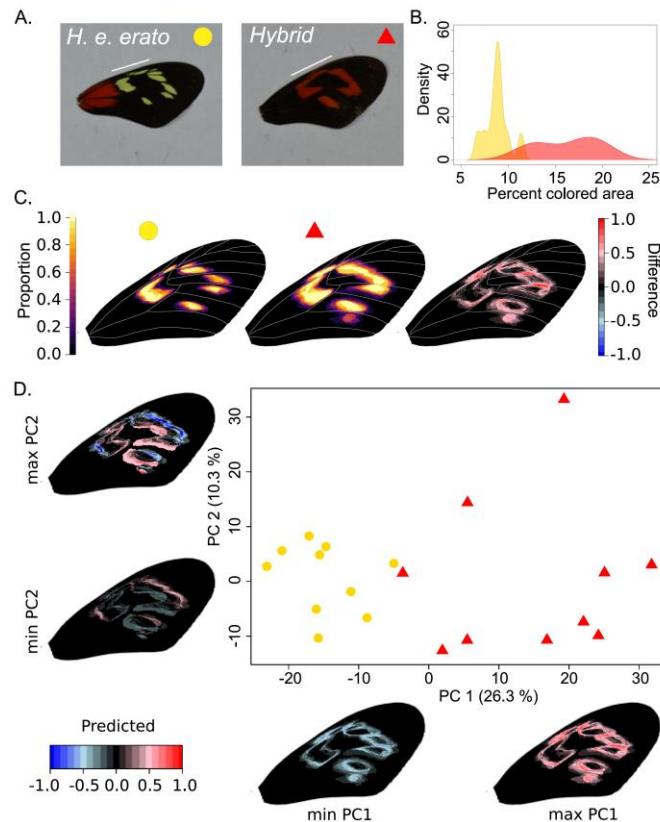 A.
H. e. erato
Hybrid
B.
Density
0
20
40
60
5
10
15
20
25
Percent colored area
C.
Proportion
1.0
0.8
0.6
0.4
0.2
0.0
1.0
0.5
0.0
-0.5
-1.0
Difference
D.
max PC2
min PC2
PC 2 (10.3 %)
30
20
10
0
-10
-20
-10
0
10
20
30
PC 1 (26.3 %)
Predicted
-1.0
-0.5
0.0
0.5
1.0
min PC1
max PC1